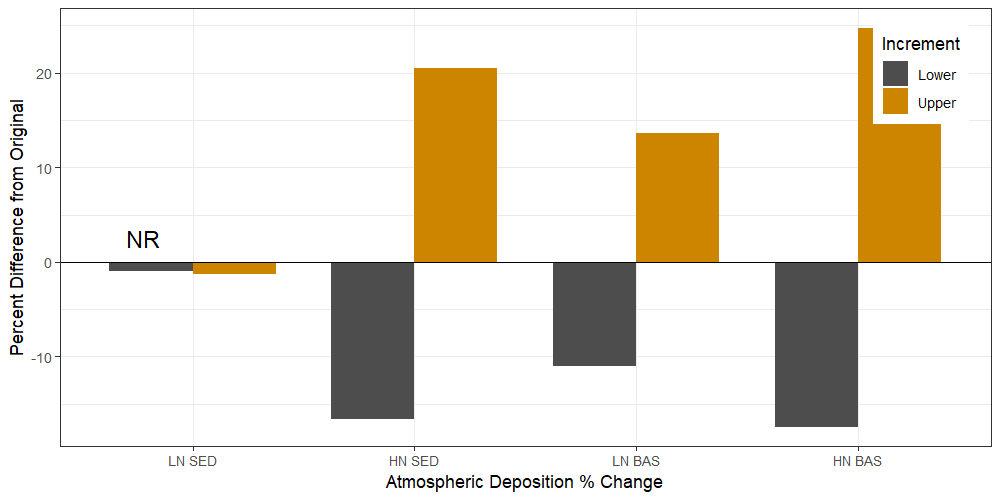 Percent Difference from Original
20
10
0
-10
NR
Increment
Lower
Upper
LN SED
HN SED
LN BAS
HN BAS
Atmospheric Deposition % Change